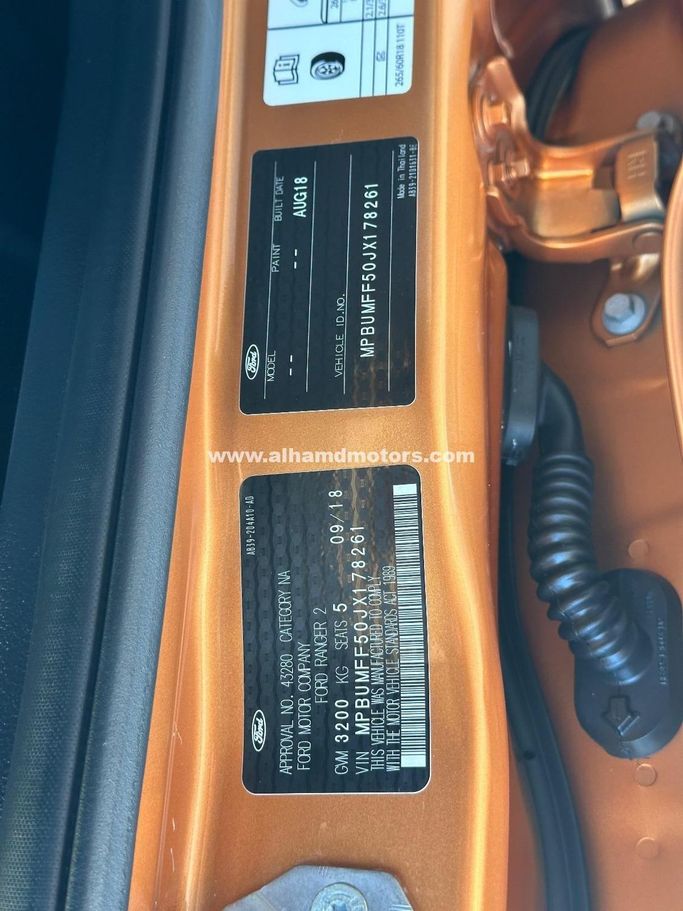 265/60R18 110T
Ford
MODEL PAINT BUILT DATE
-- -- AUG18
VEHICLE ID.NO.
MPBUMFF50JX178261
Made in Thailand
www.alhamdmotors.com
AB39-204A10-AD
Ford
APPROVAL NO. 43280 CATEGORY NA
FORD MOTOR COMPANY
FORD RANGER 2 09/18
GVM 3200 KG SEATS 5
VIN MPBUMFF50JX178261
THIS VEHICLE WAS MANUFACTURED TO COMPLY
WITH THE MOTOR VEHICLE STANDARDS ACT 1989